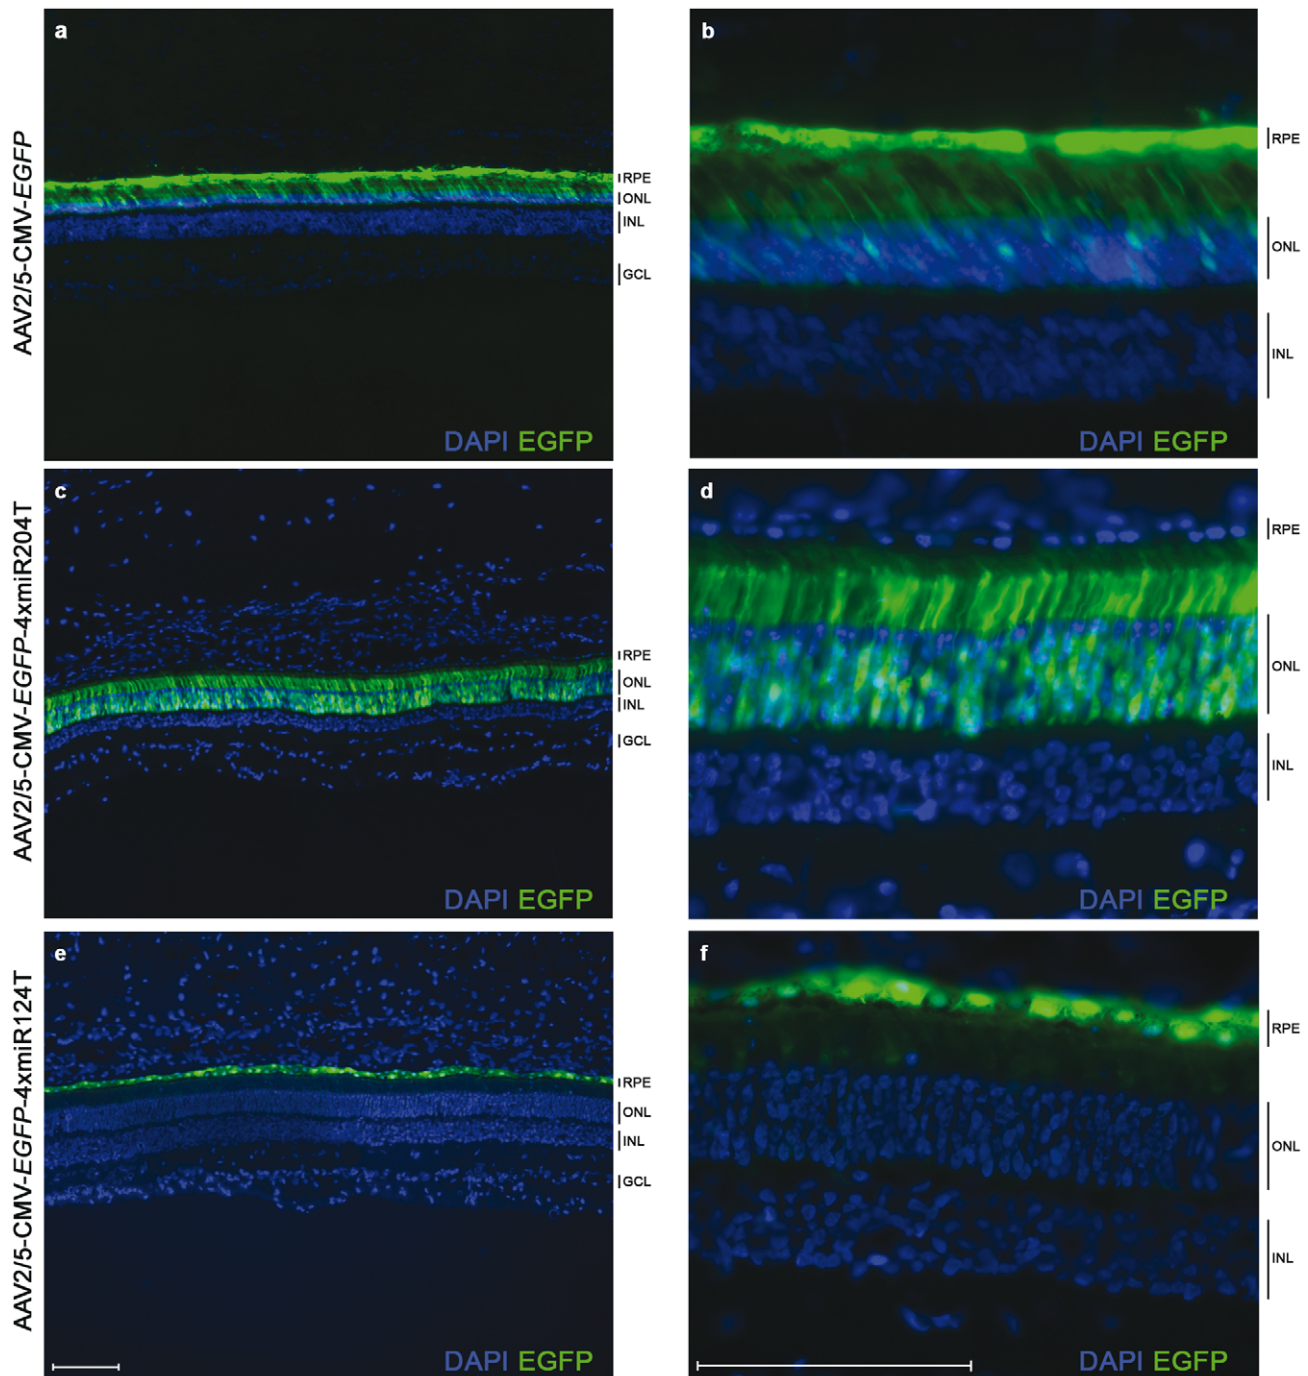 AAV2/5-CMV-EGFP
a
RPE
ONL
INL
GCL
DAPI EGFP
b
RPE
ONL
INL
DAPI EGFP
AAV2/5-CMV-EGFP-4xmiR204T
c
RPE
ONL
INL
GCL
DAPI EGFP
d
RPE
ONL
INL
DAPI EGFP
AAV2/5-CMV-EGFP-4xmiR124T
e
RPE
ONL
INL
GCL
DAPI EGFP
f
RPE
ONL
INL
DAPI EGFP